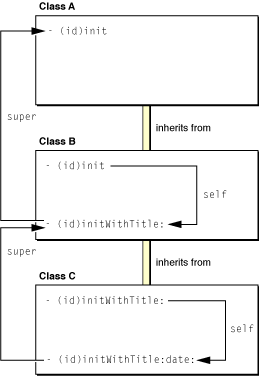 Class A
- (id)init
super
inherits from
Class B
- (id)init
self
- (id)initWithTitle:
super
inherits from
Class C
- (id)initWithTitle:
self
- (id)initWithTitle:date: